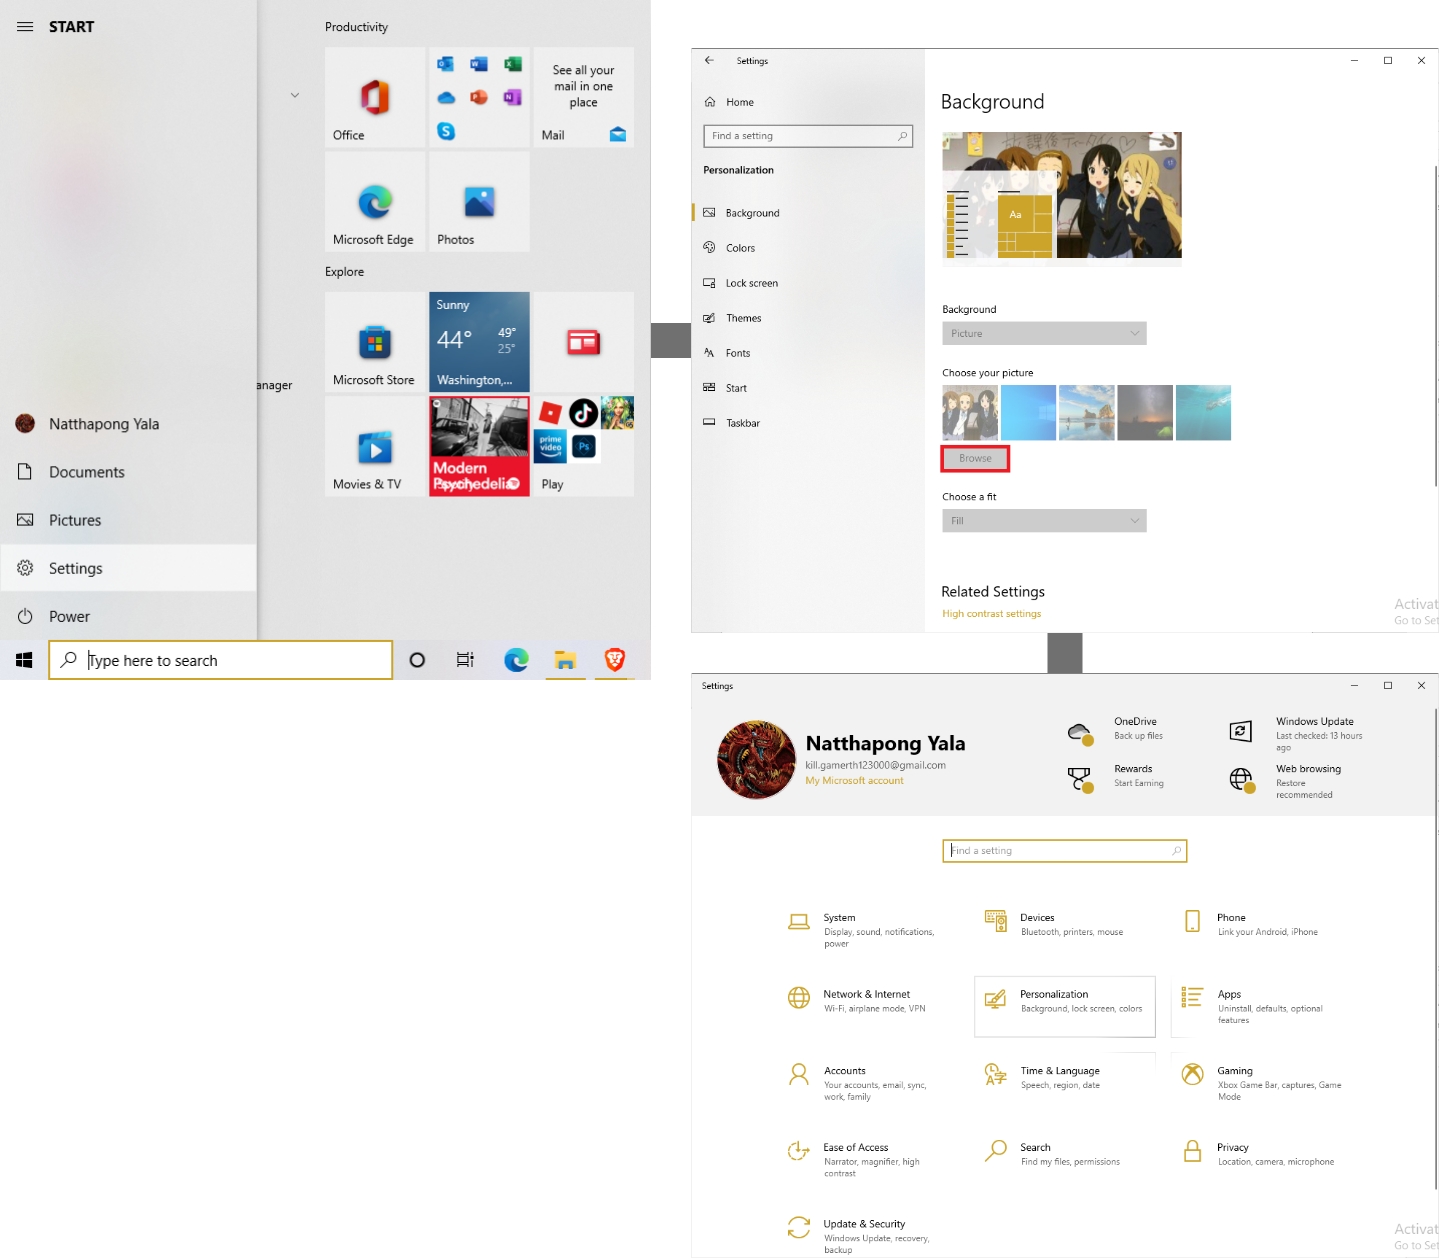 START
Natthapong Yala
Documents
Pictures
Settings
Power
Type here to search
anager
Productivity
Office
See all your
mail in one
place
Mail
Microsoft Edge
Photos
Explore
Microsoft Store
Sunny
44°
49°
25°
Washington,...
Movies & TV
Modern
Psychedelia
Spotify
prime
video
Ps
Play
Settings
Home
Find a setting
Personalization
Background
Colors
Lock screen
Themes
Fonts
Start
Taskbar
Background
Aa
Background
Picture
Choose your picture
Browse
Choose a fit
Fill
Related Settings
High contrast settings
Activat
Go to Set
Settings
Natthapong Yala
kill.gamerth123000@gmail.com
My Microsoft account
OneDrive
Back up files
Rewards
Start Earning
Windows Update
Last checked: 13 hours
ago
Web browsing
Restore
recommended
Find a setting
System
Display, sound, notifications,
power
Devices
Bluetooth, printers, mouse
Phone
Link your Android, iPhone
Network & Internet
Wi-Fi, airplane mode, VPN
Personalization
Background, lock screen, colors
Apps
Uninstall, defaults, optional
features
Accounts
Your accounts, email, sync,
work, family
Time & Language
Speech, region, date
Gaming
Xbox Game Bar, captures, Game
Mode
Ease of Access
Narrator, magnifier, high
contrast
Search
Find my files, permissions
Privacy
Location, camera, microphone
Update & Security
Windows Update, recovery,
backup
Activat
Go to Set